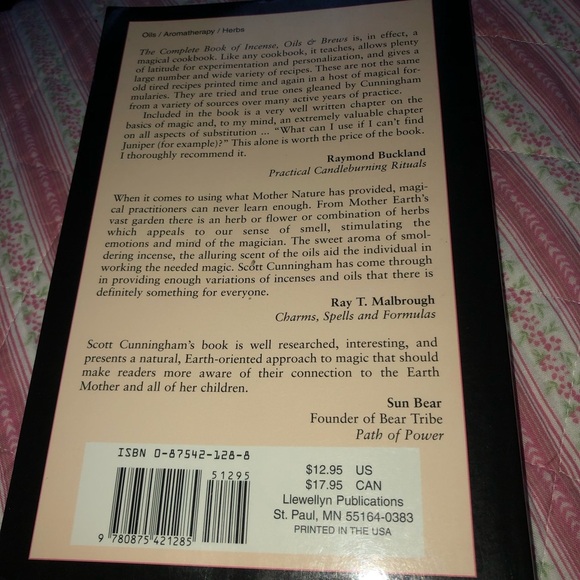 Oils / Aromatherapy / Herbs
The Complete Book of Incense, Oils & Brews is, in effect, a
magical cookbook. Like any cookbook, it teaches, allows plenty
of latitude for experimentation and personalization, and gives a
large number and wide variety of recipes. These are not the same
old tired recipes printed time and again in a host of magical for-
mularies. They are tried and true ones gleaned by Cunningham
from a variety of sources over many active years of practice.
Included in the book is a very well written chapter on the
basics of magic and, to my mind, an extremely valuable chapter
on all aspects of substitution ... "What can I use if I can't find
Juniper (for example)?" This alone is worth the price of the book.
I thoroughly recommend it.
Raymond Buckland
Practical Candleburning Rituals
When it comes to using what Mother Nature has provided, magi-
cal practitioners can never learn enough. From Mother Earth's
vast garden there is an herb or flower or combination of herbs
which appeals to our sense of smell, stimulating the
emotions and mind of the magician. The sweet aroma of smol-
dering incense, the alluring scent of the oils aid the individual in
working the needed magic. Scott Cunningham has come through
in providing enough variations of incenses and oils that there is
definitely something for everyone.
Ray T. Malbrough
Charms, Spells and Formulas
Scott Cunningham's book is well researched, interesting, and
presents a natural, Earth-oriented approach to magic that should
make readers more aware of their connection to the Earth
Mother and all of her children.
Sun Bear
Founder of Bear Tribe
Path of Power
ISBN 0-87542-128-8
51295
9 780875 421285
$12.95 US
$17.95 CAN
Llewellyn Publications
St. Paul, MN 55164-0383
PRINTED IN THE USA